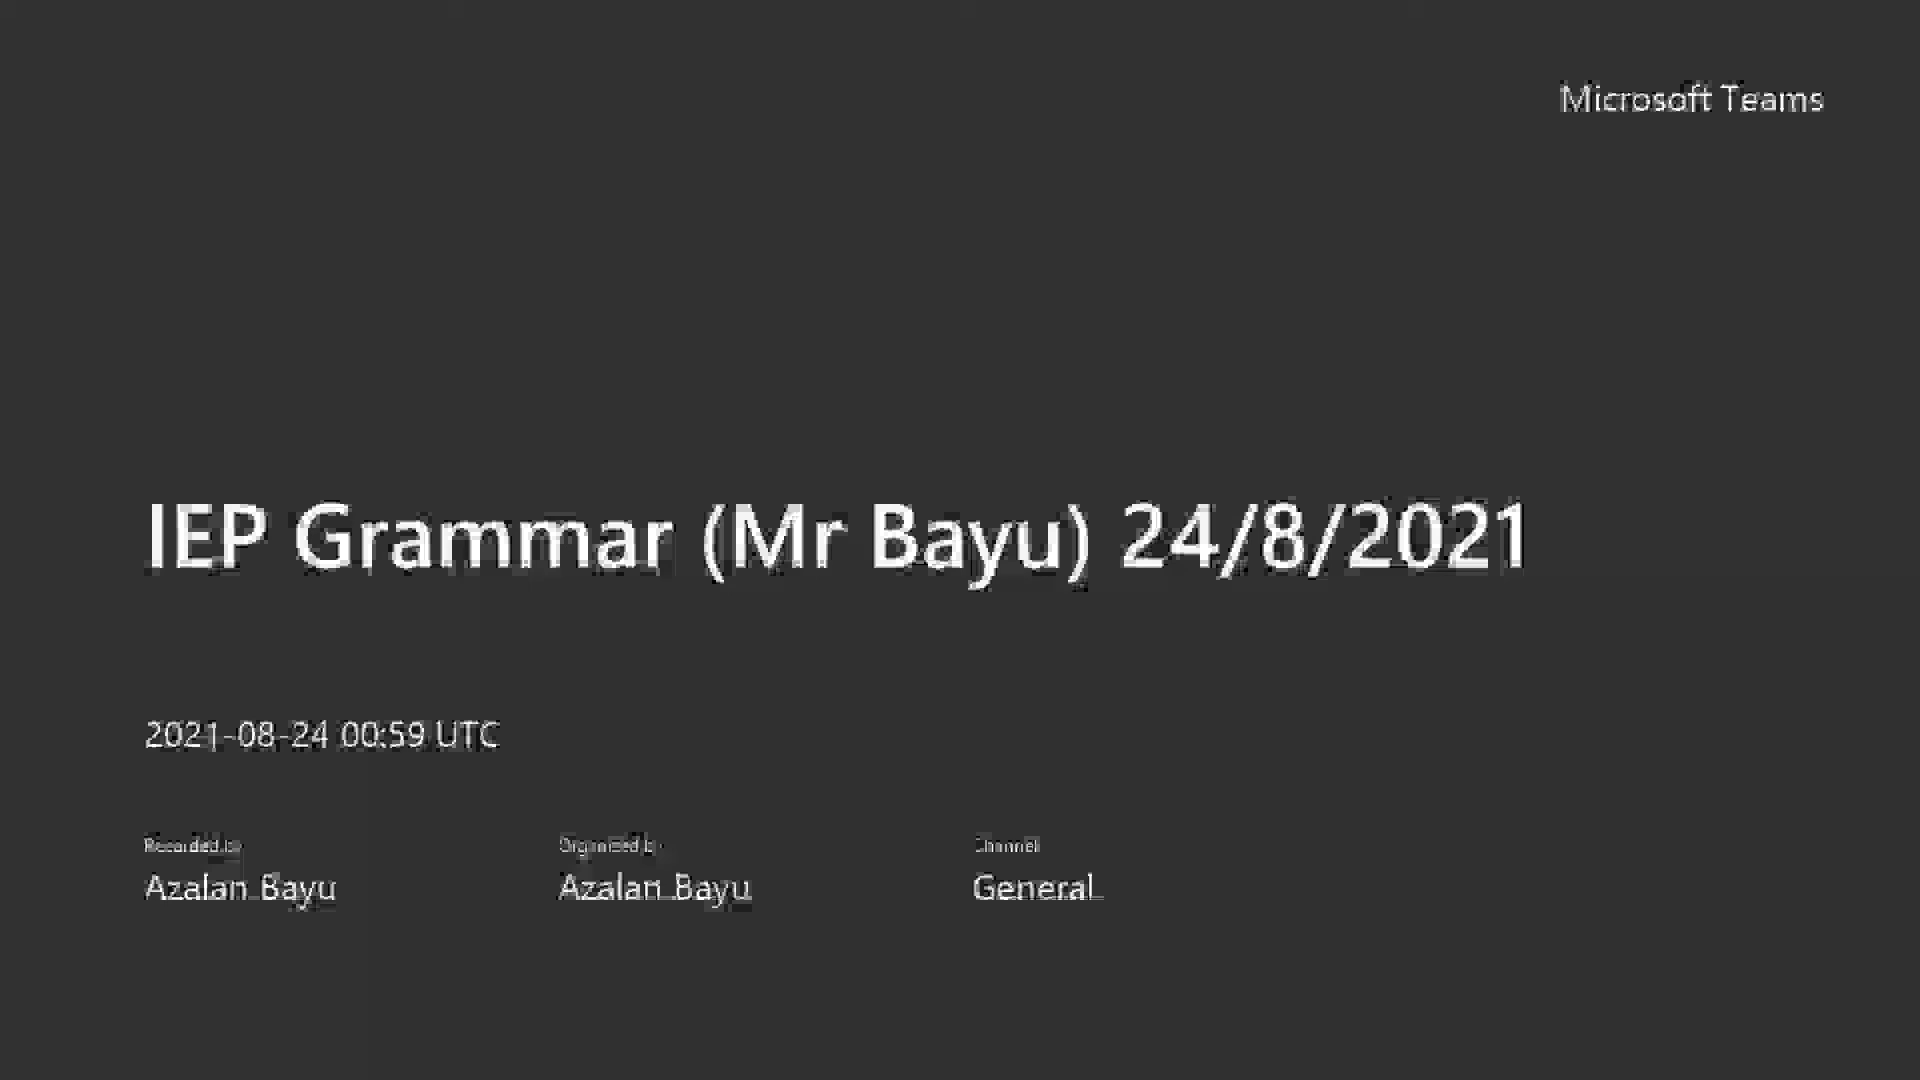 Microsoft Teams
IEP Grammar (Mr Bayu) 24/8/2021
2021-08-24 00:59 UTC
Recorded by Organized by Channel
Azalan Bayu Azalan Bayu General